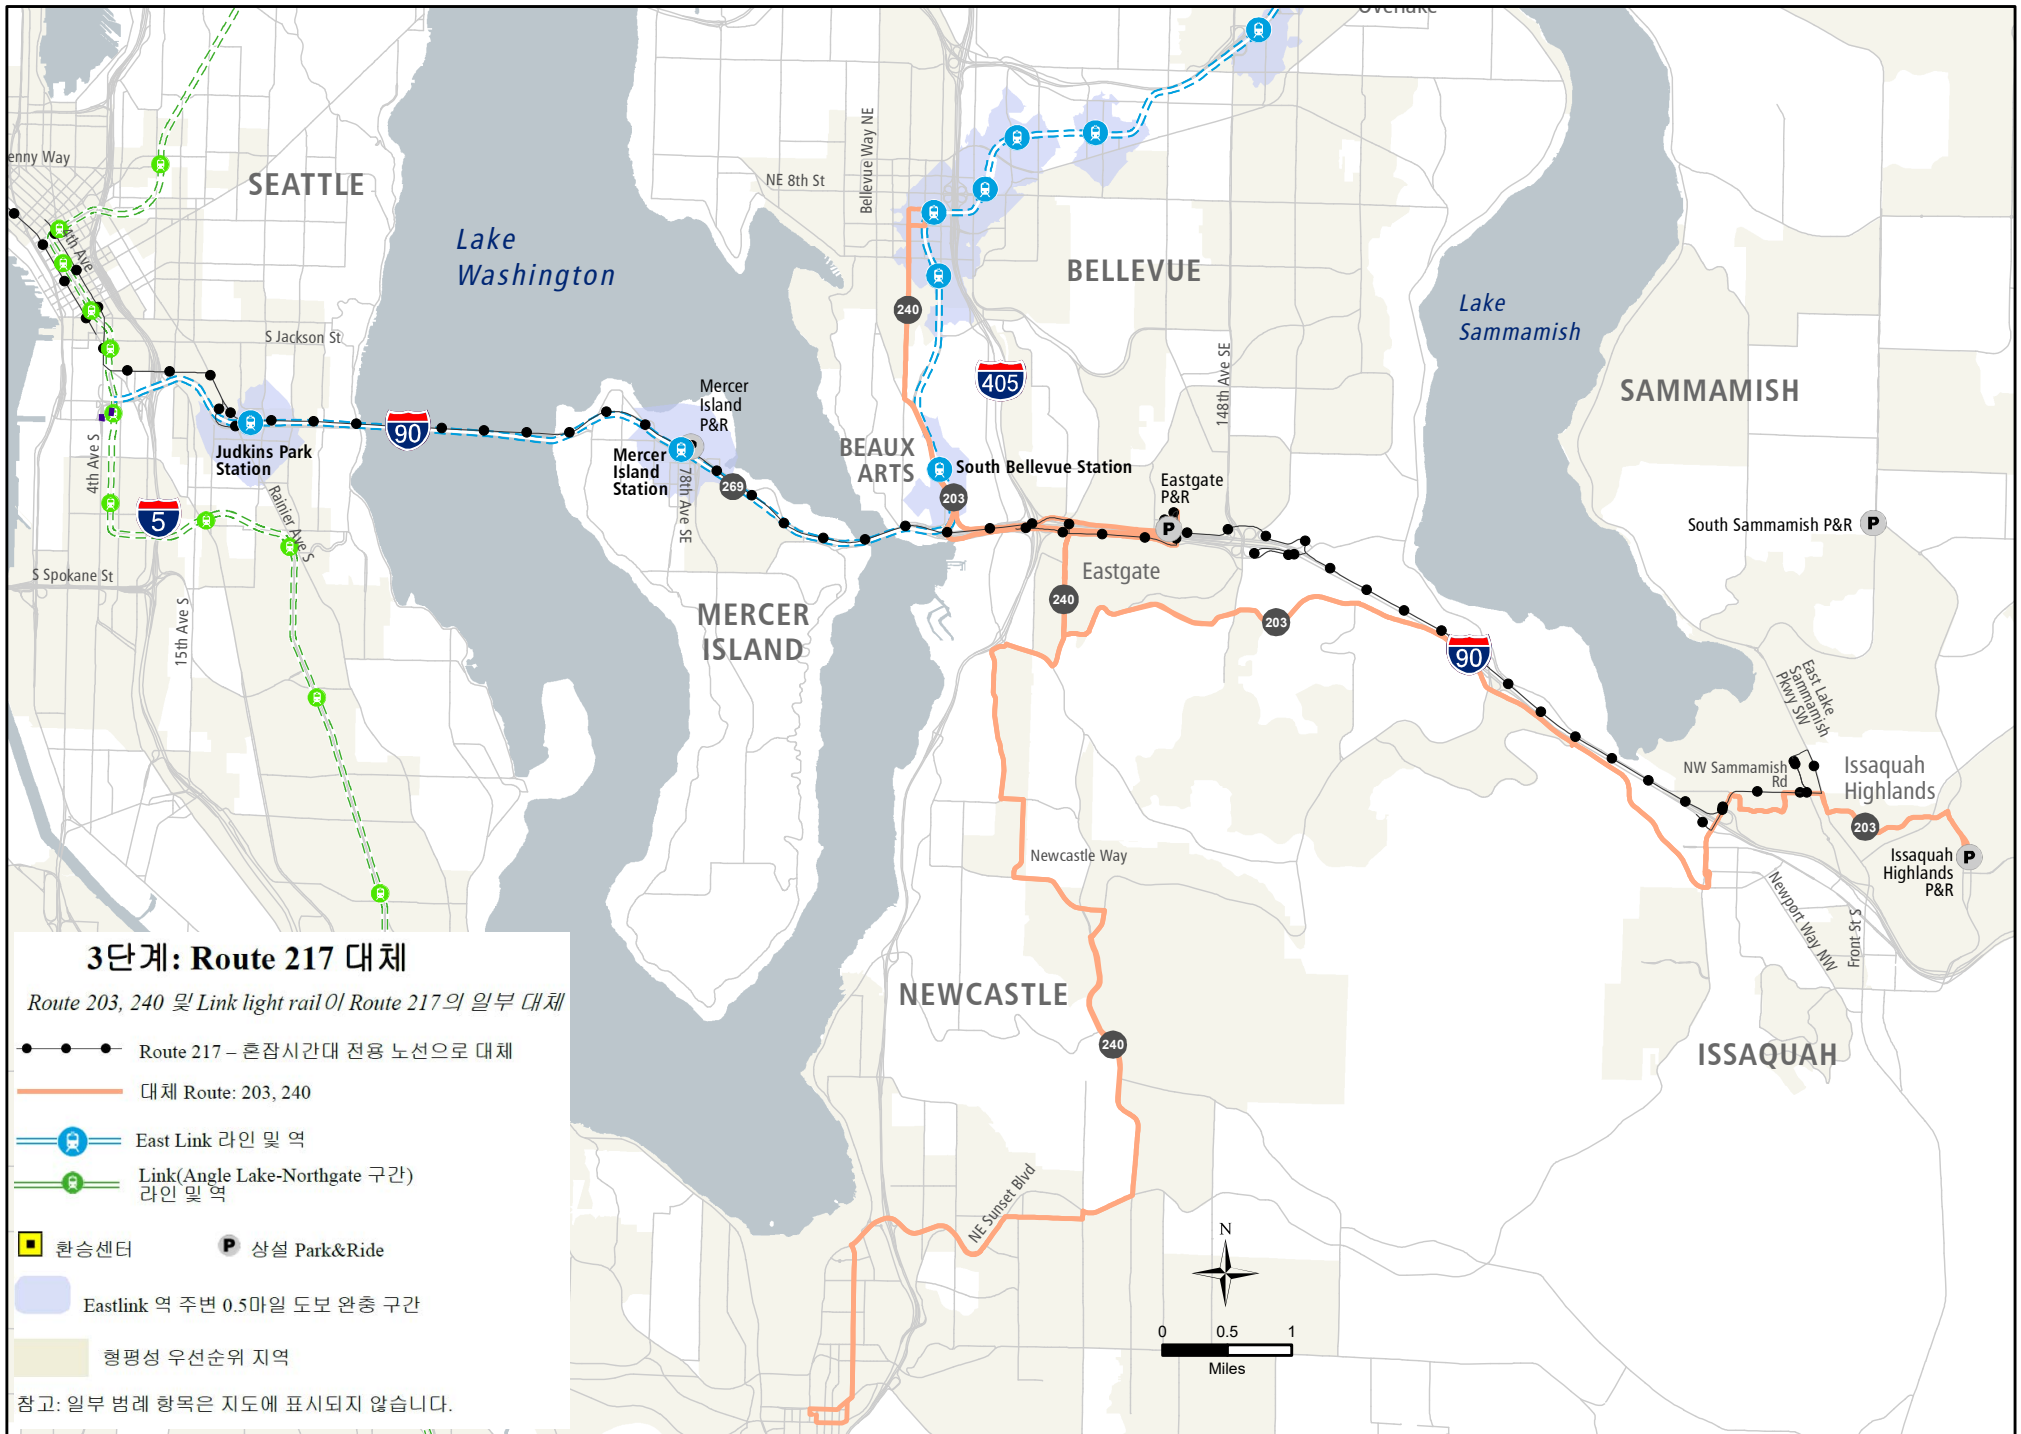 Overlake
enny Way
SEATTLE
4th Ave
Lake
Washington
NE 8th St
Bellevue Way NE
BELLEVUE
240
405
148th Ave SE
Lake
Sammamish
SAMMAMISH
S Jackson St
Mercer
Island
P&R
90
Judkins Park
Station
4th Ave S
5
Rainier Ave S
Mercer
Island
Station
78th Ave SE
269
BEAUX
ARTS
South Bellevue Station
203
Eastgate
P&R
P
South Sammamish P&R
P
S Spokane St
15th Ave S
Eastgate
240
203
90
MERCER
ISLAND
East Lake
Sammamish
Pkwy SW
NW Sammamish
Rd
Issaquah
Highlands
203
Issaquah
Highlands
P&R
P
Newport Way NW
Front St S
Newcastle Way
NEWCASTLE
240
ISSAQUAH
NE Sunset Blvd
3단계: Route 217 대체
Route 203, 240 및 Link light rail이 Route 217의 일부 대체
Route 217 – 혼잡시간대 전용 노선으로 대체
대체 Route: 203, 240
East Link 라인 및 역
Link(Angle Lake-Northgate 구간)
라인 및 역
환승센터
P 상설 Park&Ride
Eastlink 역 주변 0.5마일 도보 완충 구간
형평성 우선순위 지역
참고: 일부 범례 항목은 지도에 표시되지 않습니다.
N
0 0.5 1
Miles